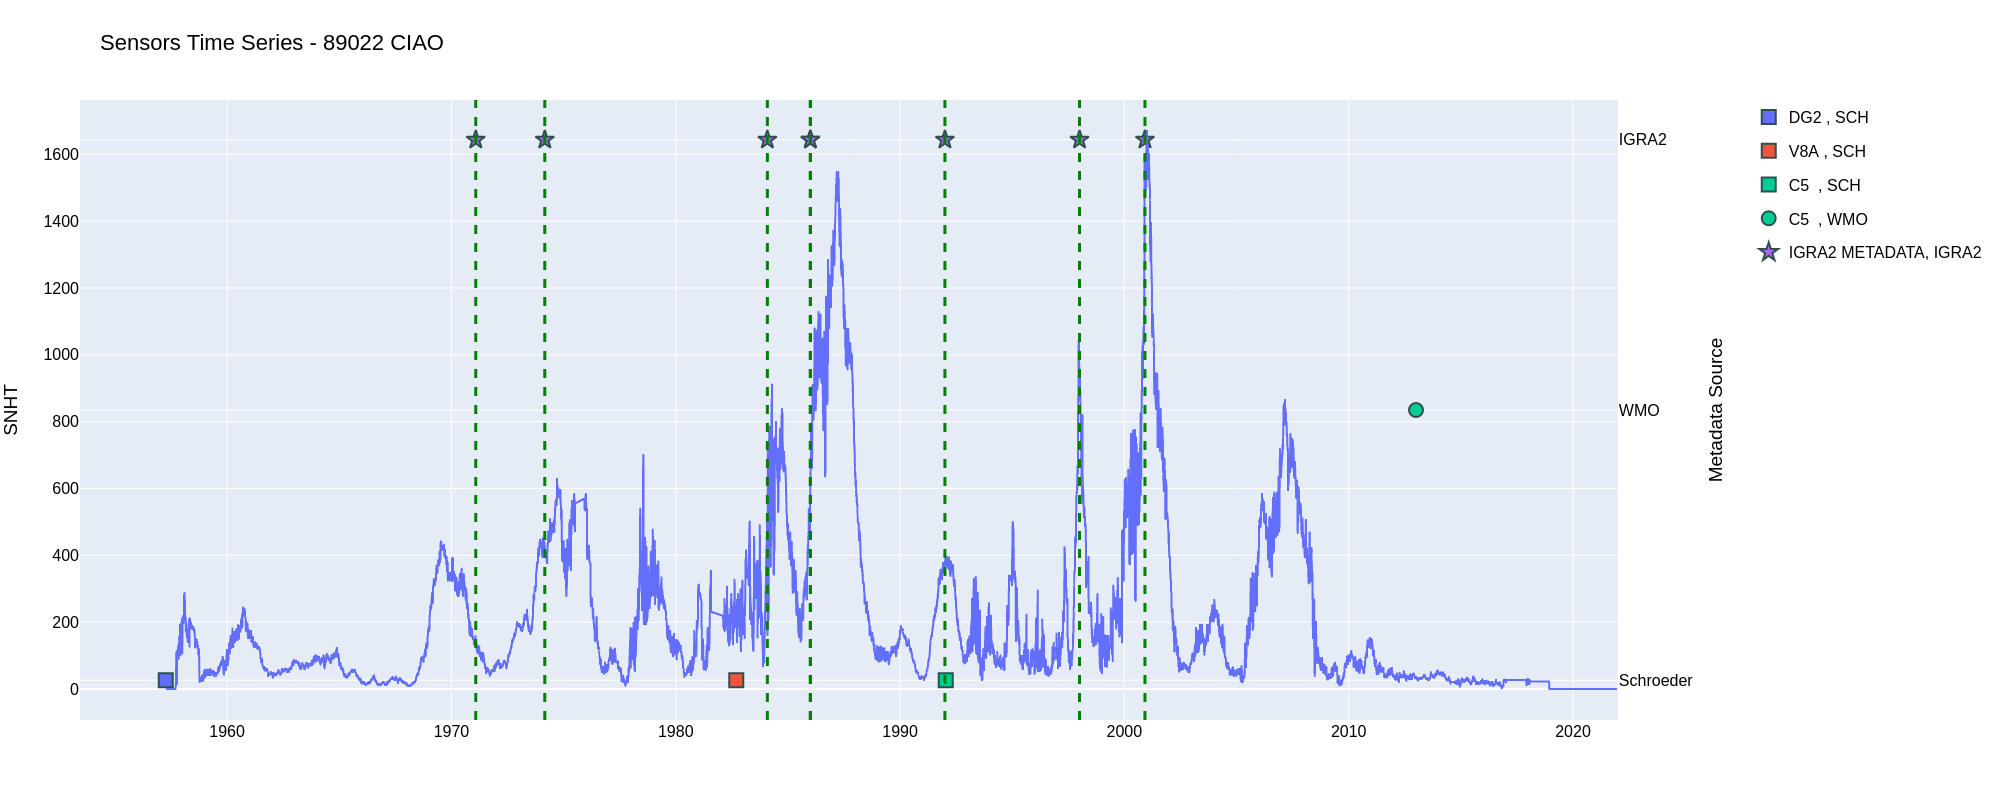 Sensors Time Series - 89022 CIAO
SNHT
1600
1400
1200
1000
800
600
400
200
0
1960
1970
1980
1990
2000
2010
2020
IGRA2
WMO
Schroeder
Metadata Source
DG2 , SCH
V8A , SCH
C5 , SCH
C5 , WMO
IGRA2 METADATA, IGRA2